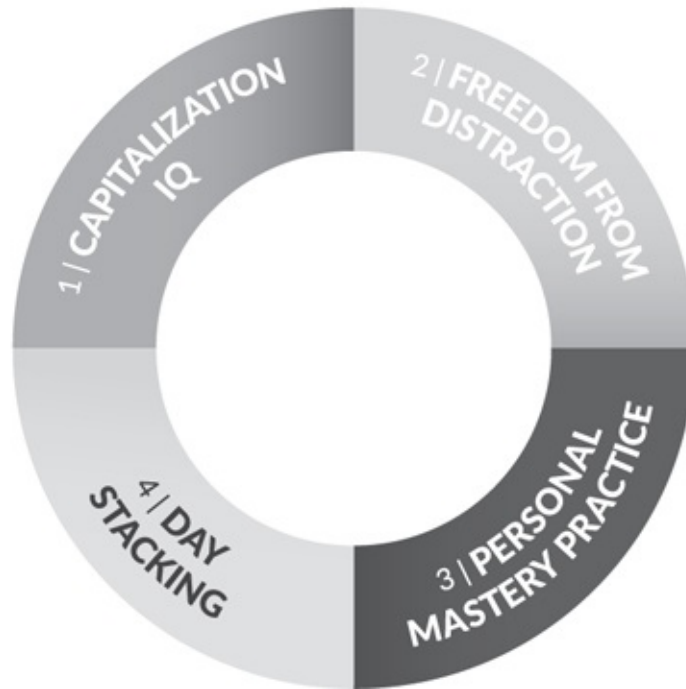 1 | CAPITALIZATION
IQ
2 | FREEDOM FROM
DISTRACTION
3 | PERSONAL
MASTERY PRACTICE
4 | DAY
STACKING